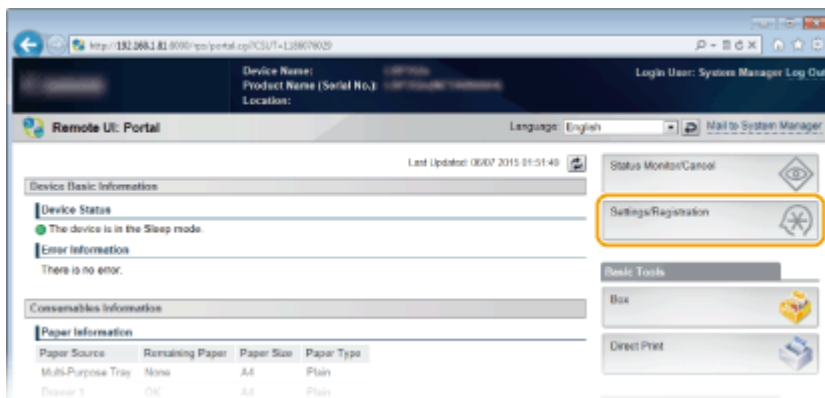 http://192.168.1.81:8000/rps/portal.cgi?CSUT=1188076029
Device Name:
Product Name (Serial No.):
Location:
Login User: System Manager Log Out
Remote UI: Portal
Language: English
Mail to System Manager
Last Updated: 06/07 2015 01:51:49
Device Basic Information
Device Status
The device is in the Sleep mode.
Error Information
There is no error.
Consumables Information
Paper Information
Paper Source Remaining Paper Paper Size Paper Type
Multi-Purpose Tray None A4 Plain
Drawer 1 OK A4 Plain
Status Monitor/Cancel
Settings/Registration
Basic Tools
Box
Direct Print